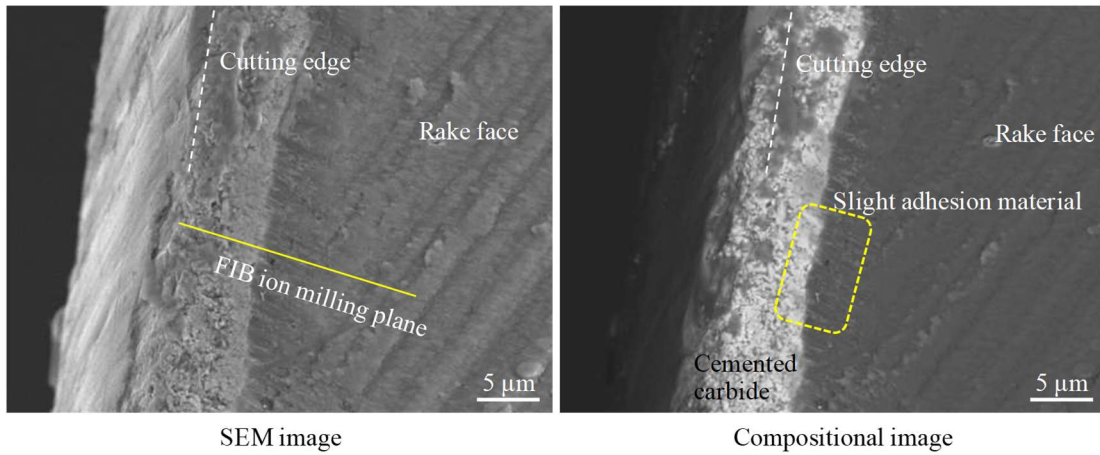 Cutting edge
Rake face
FIB ion milling plane
5 µm
SEM image
Cutting edge
Rake face
Slight adhesion material
Cemented
carbide
5 µm
Compositional image